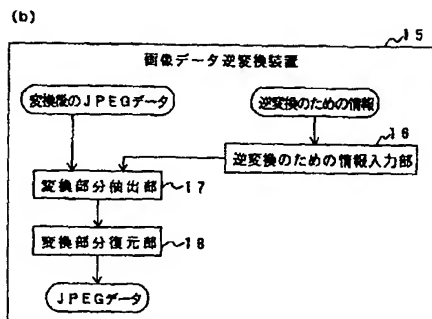 (b)
15
画像データ逆変換装置
変換後のJPEGデータ
逆変換のための情報
16
逆変換のための情報入力部
変換部分抽出部
17
変換部分復元部
18
JPEGデータ